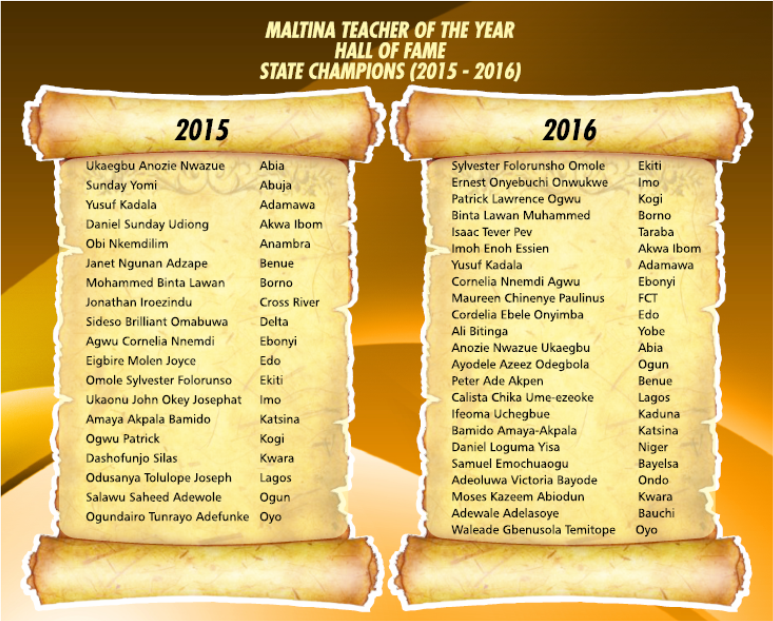 MALTINA TEACHER OF THE YEAR
HALL OF FAME
STATE CHAMPIONS (2015 - 2016)
2015
Ukaegbu Anozie Nwazue Abia
Sunday Yomi Abuja
Yusuf Kadala Adamawa
Daniel Sunday Udiong Akwa Ibom
Obi Nkemdilim Anambra
Janet Ngunan Adzape Benue
Mohammed Binta Lawan Borno
Jonathan Iroezindu Cross River
Sideso Brilliant Omabuwa Delta
Agwu Cornelia Nnemdi Ebonyi
Eigbire Molen Joyce Edo
Omole Sylvester Folorunso Ekiti
Ukaonu John Okey Josephat Imo
Amaya Akpala Bamido Katsina
Ogwu Patrick Kogi
Dashofunjo Silas Kwara
Odusanya Tolulope Joseph Lagos
Salawu Saheed Adewole Ogun
Ogundairo Tunrayo Adefunke Oyo
2016
Sylvester Folorunsho Omole Ekiti
Ernest Onyebuchi Onwukwe Imo
Patrick Lawrence Ogwu Kogi
Binta Lawan Muhammed Borno
Isaac Tever Pev Taraba
Imoh Enoh Essien Akwa Ibom
Yusuf Kadala Adamawa
Cornelia Nnemdi Agwu Ebonyi
Maureen Chinenye Paulinus FCT
Cordelia Ebele Onyimba Edo
Ali Bitinga Yobe
Anozie Nwazue Ukaegbu Abia
Ayodele Azeez Odegbola Ogun
Peter Ade Akpen Benue
Calista Chika Ume-ezeoke Lagos
Ifeoma Uchegbue Kaduna
Bamido Amaya-Akpala Katsina
Daniel Loguma Yisa Niger
Samuel Emochuaogu Bayelsa
Adeoluwa Victoria Bayode Ondo
Moses Kazeem Abiodun Kwara
Adewale Adelasoye Bauchi
Waleade Gbenusola Temitope Oyo